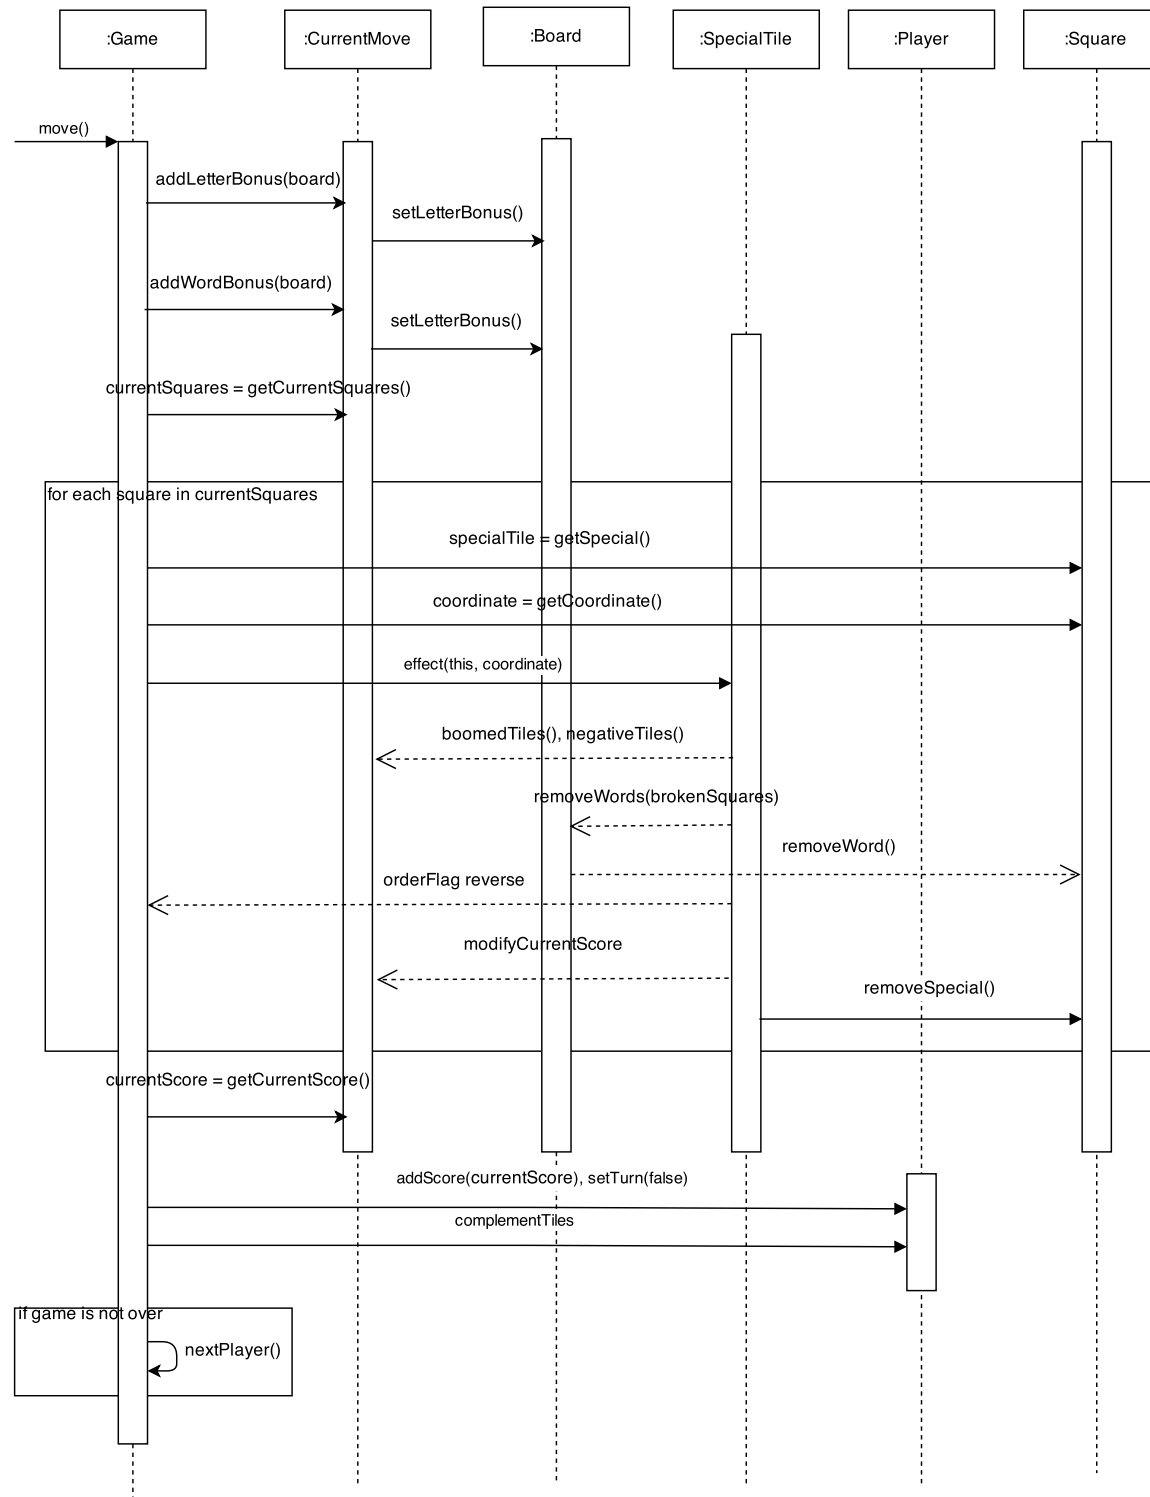 :Game
:CurrentMove
:Board
:SpecialTile
:Player
:Square
move()
addLetterBonus(board)
setLetterBonus()
addWordBonus(board)
setLetterBonus()
currentSquares = getCurrentSquares()
for each square in currentSquares
specialTile = getSpecial()
coordinate = getCoordinate()
effect(this, coordinate)
boomedTiles(), negativeTiles()
removeWords(brokenSquares)
removeWord()
orderFlag reverse
modifyCurrentScore
removeSpecial()
currentScore = getCurrentScore()
addScore(currentScore), setTurn(false)
complementTiles
if game is not over
nextPlayer()